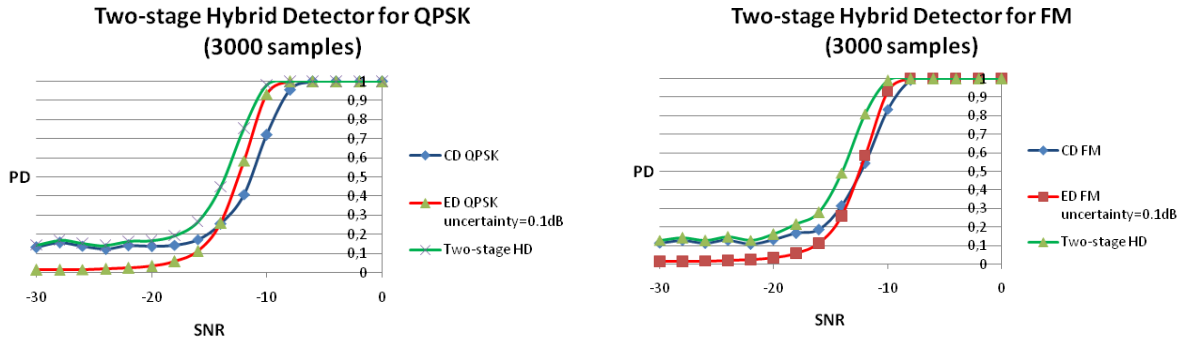 Two-stage Hybrid Detector for QPSK
(3000 samples)
1
0,9
0,8
0,7
0,6
0,5
0,4
0,3
0,2
0,1
0
-30
-20
-10
0
PD
SNR
CD QPSK
ED QPSK
uncertainty=0.1dB
Two-stage HD
Two-stage Hybrid Detector for FM
(3000 samples)
1
0,9
0,8
0,7
0,6
0,5
0,4
0,3
0,2
0,1
0
-30
-20
-10
0
PD
SNR
CD FM
ED FM
uncertainty=0.1dB
Two-stage HD